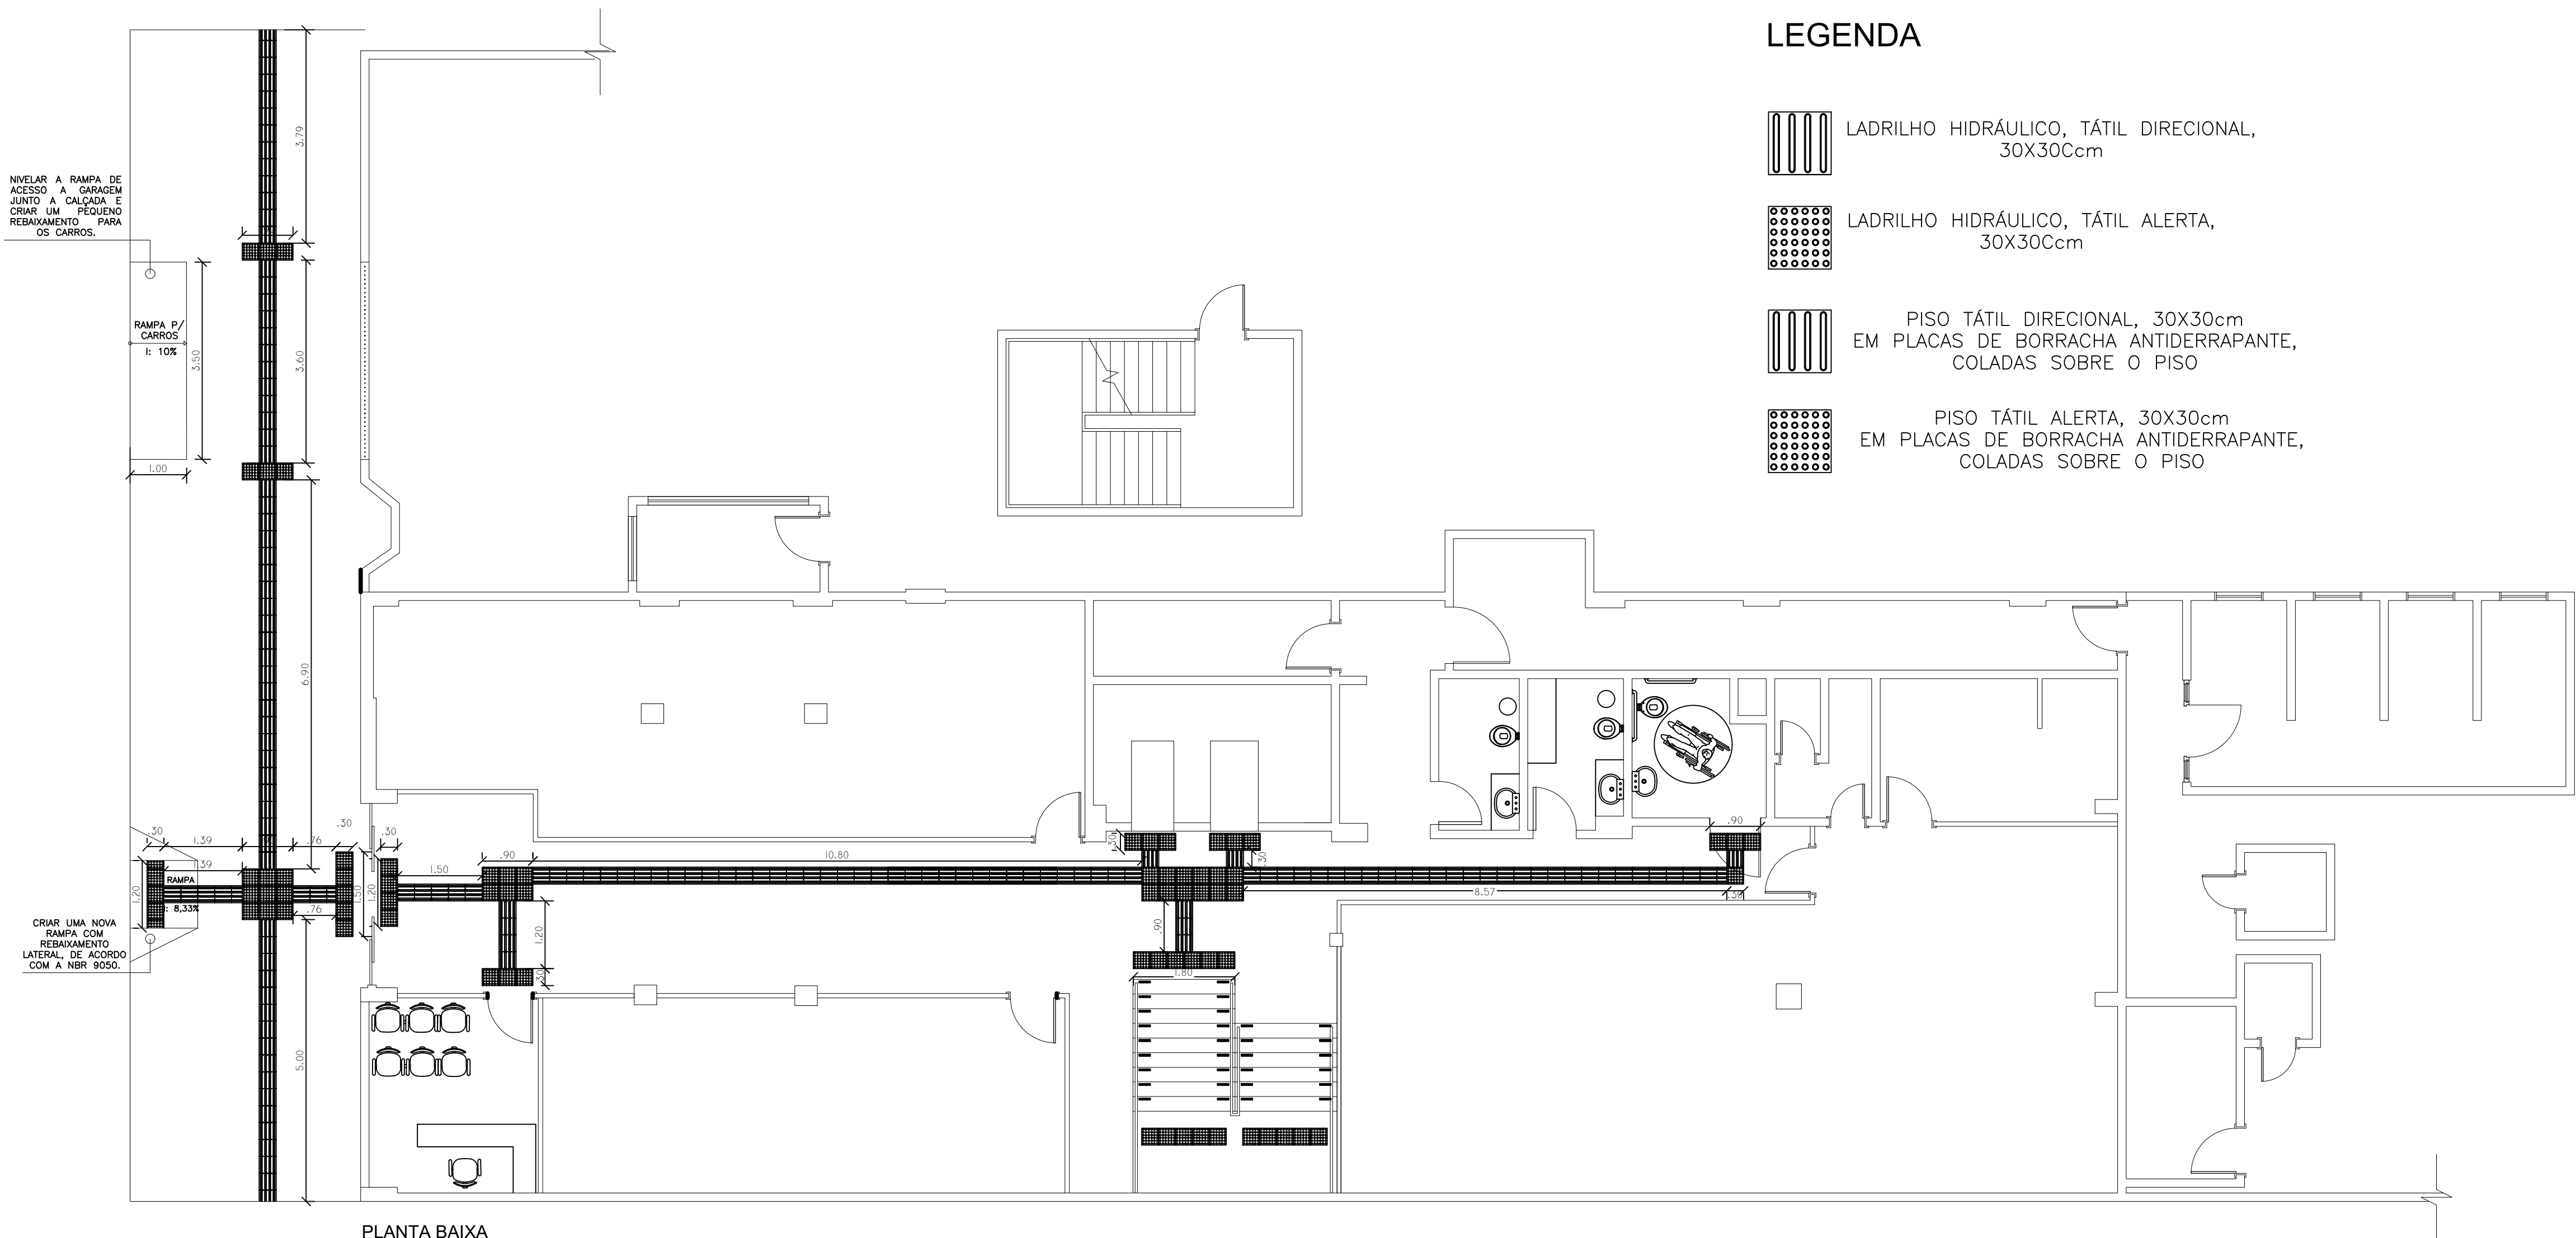 LEGENDA
LADRILHO HIDRÁULICO, TÁTIL DIRECIONAL,
30X30Ccm
LADRILHO HIDRÁULICO, TÁTIL ALERTA,
30X30Ccm
PISO TÁTIL DIRECIONAL, 30X30cm
EM PLACAS DE BORRACHA ANTIDERRAPANTE,
COLADAS SOBRE O PISO
PISO TÁTIL ALERTA, 30X30cm
EM PLACAS DE BORRACHA ANTIDERRAPANTE,
COLADAS SOBRE O PISO
3.79
NIVELAR A RAMPA DE
ACESSO A GARAGEM
JUNTO A CALÇADA E
CRIAR UM PEQUENO
REBAIXAMENTO PARA
OS CARROS.
RAMPA P/
CARROS
I: 10%
3.50
3.60
1.00
6.90
.30
1.39
.76
.30
.30
1.39
1.20
RAMPA
: 8,33%
.76
1.50
1.20
1.50
.90
10.80
.30
.30
.90
8.57
.30
1.20
.30
.90
1.80
CRIAR UMA NOVA
RAMPA COM
REBAIXAMENTO
LATERAL, DE ACORDO
COM A NBR 9050.
5.00
PLANTA BAIXA